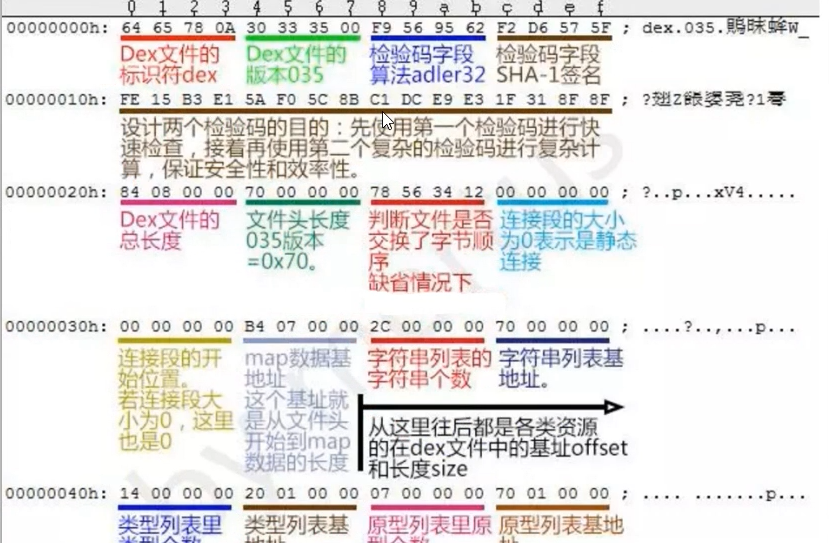 0 1 2 3 4 5 6 7 8 9 a b c d e f
00000000h: 64 65 78 0A 30 33 35 00 F9 56 95 62 F2 D6 57 5F ; dex.035.鵙昩蜶W_
Dex文件的 Dex文件的 检验码字段 检验码字段
标识符dex 版本035 算法adler32 SHA-1签名
00000010h: FE 15 B3 E1 5A F0 5C 8B C1 DC E9 E3 1F 31 8F 8F ;
设计两个检验码的目的：先使用第一个检验码进行快
速检查，接着再使用第二个复杂的检验码进行复杂计
算，保证安全性和效率性。
00000020h: 84 08 00 00 70 00 00 00 78 56 34 12 00 00 00 00 ; ?..p...xV4.....
Dex文件的 文件头长度 判断文件是否 连接段的大小
总长度 035版本 交换了字节顺 为0表示是静态
=0x70。 序 连接
缺省情况下
00000030h: 00 00 00 00 B4 07 00 00 2C 00 00 00 70 00 00 00 ; ....?..,...p...
连接段的开 map数据基 字符串列表的 字符串列表基
始位置。 地址 字符串个数 地址。
若连接段大 这个基址就
小为0，这里 是从文件头 从这里往后都是各类资源
也是0 开始到map 的在dex文件中的基址offset
数据的长度 和长度size
00000040h: 14 00 00 00 20 01 00 00 07 00 00 00 70 01 00 00 ; .... .......p...
类型列表里 类型列表基 原型列表里原 原型列表基地